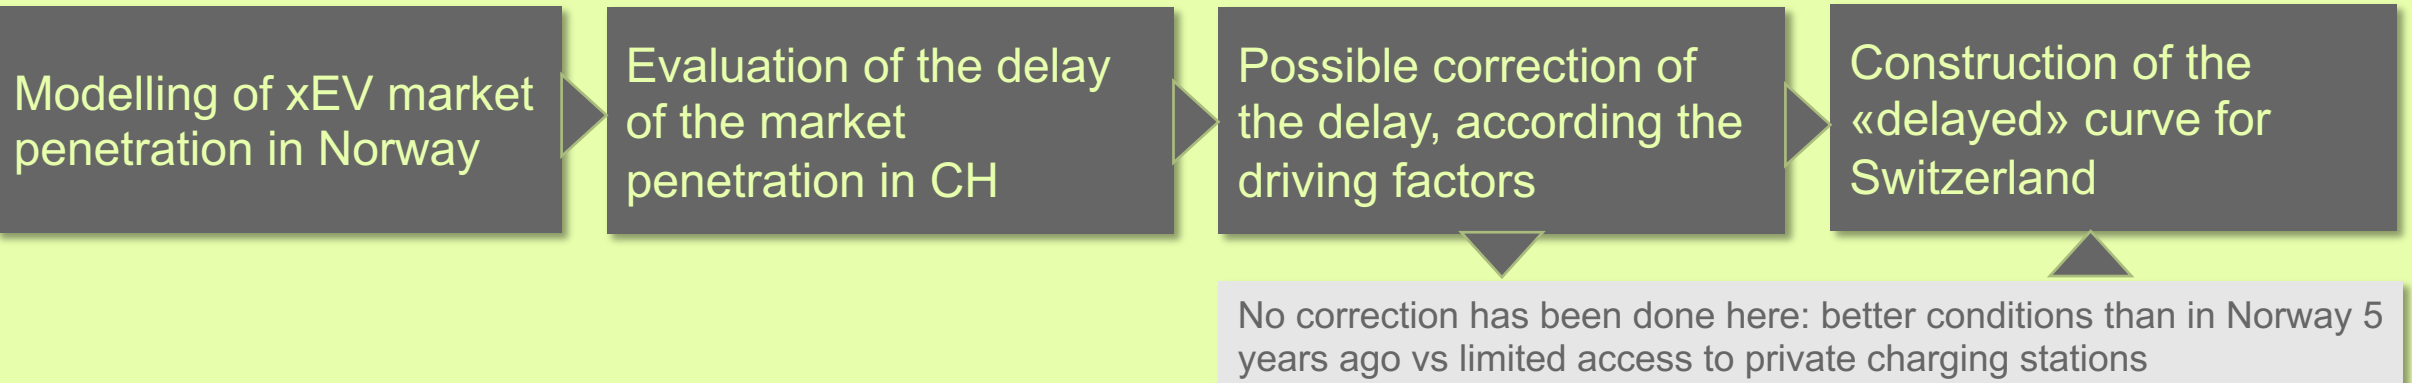 Modelling of xEV market
penetration in Norway
Evaluation of the delay
of the market
penetration in CH
Possible correction of
the delay, according the
driving factors
Construction of the
«delayed» curve for
Switzerland
No correction has been done here: better conditions than in Norway 5
years ago vs limited access to private charging stations